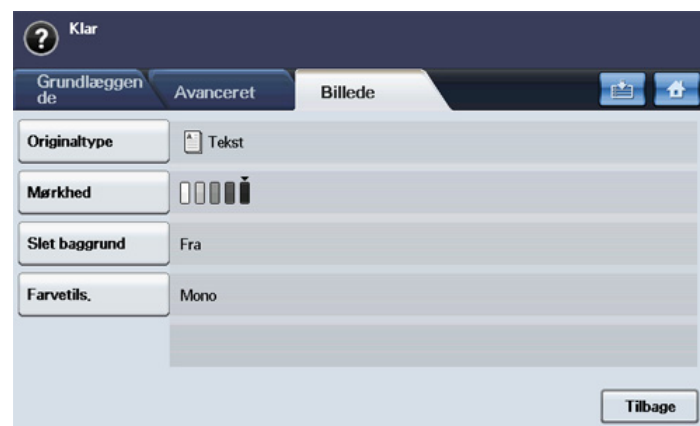 Klar
Grundlæggen
de
Avanceret
Billede
Originaltype
Tekst
Mørkhed
Slet baggrund
Fra
Farvetils.
Mono
Tilbage